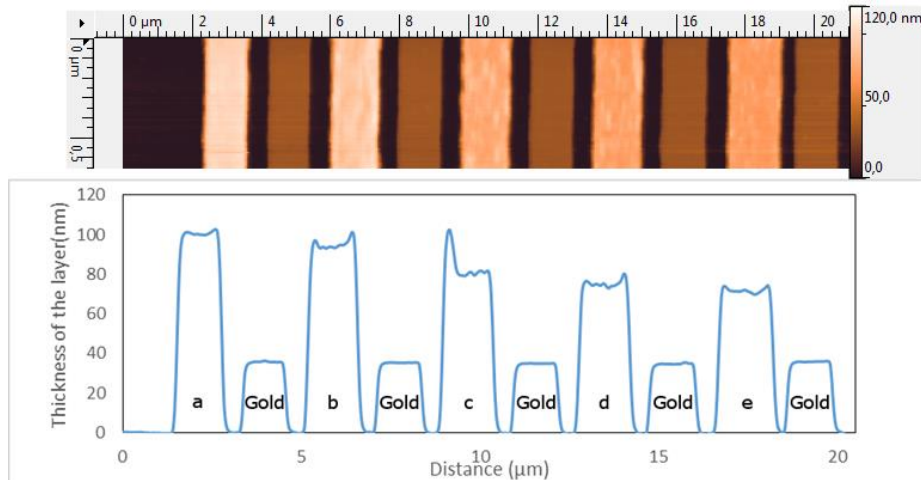 0 µm 2 4 6 8 10 12 14 16 18 20
120,0 nm
0 µm
50,0
0,5
0,0
Thickness of the layer(nm)
120
100
80
60
40
20
0
a Gold b Gold c Gold d Gold e Gold
0 5 10 15 20
Distance (µm)